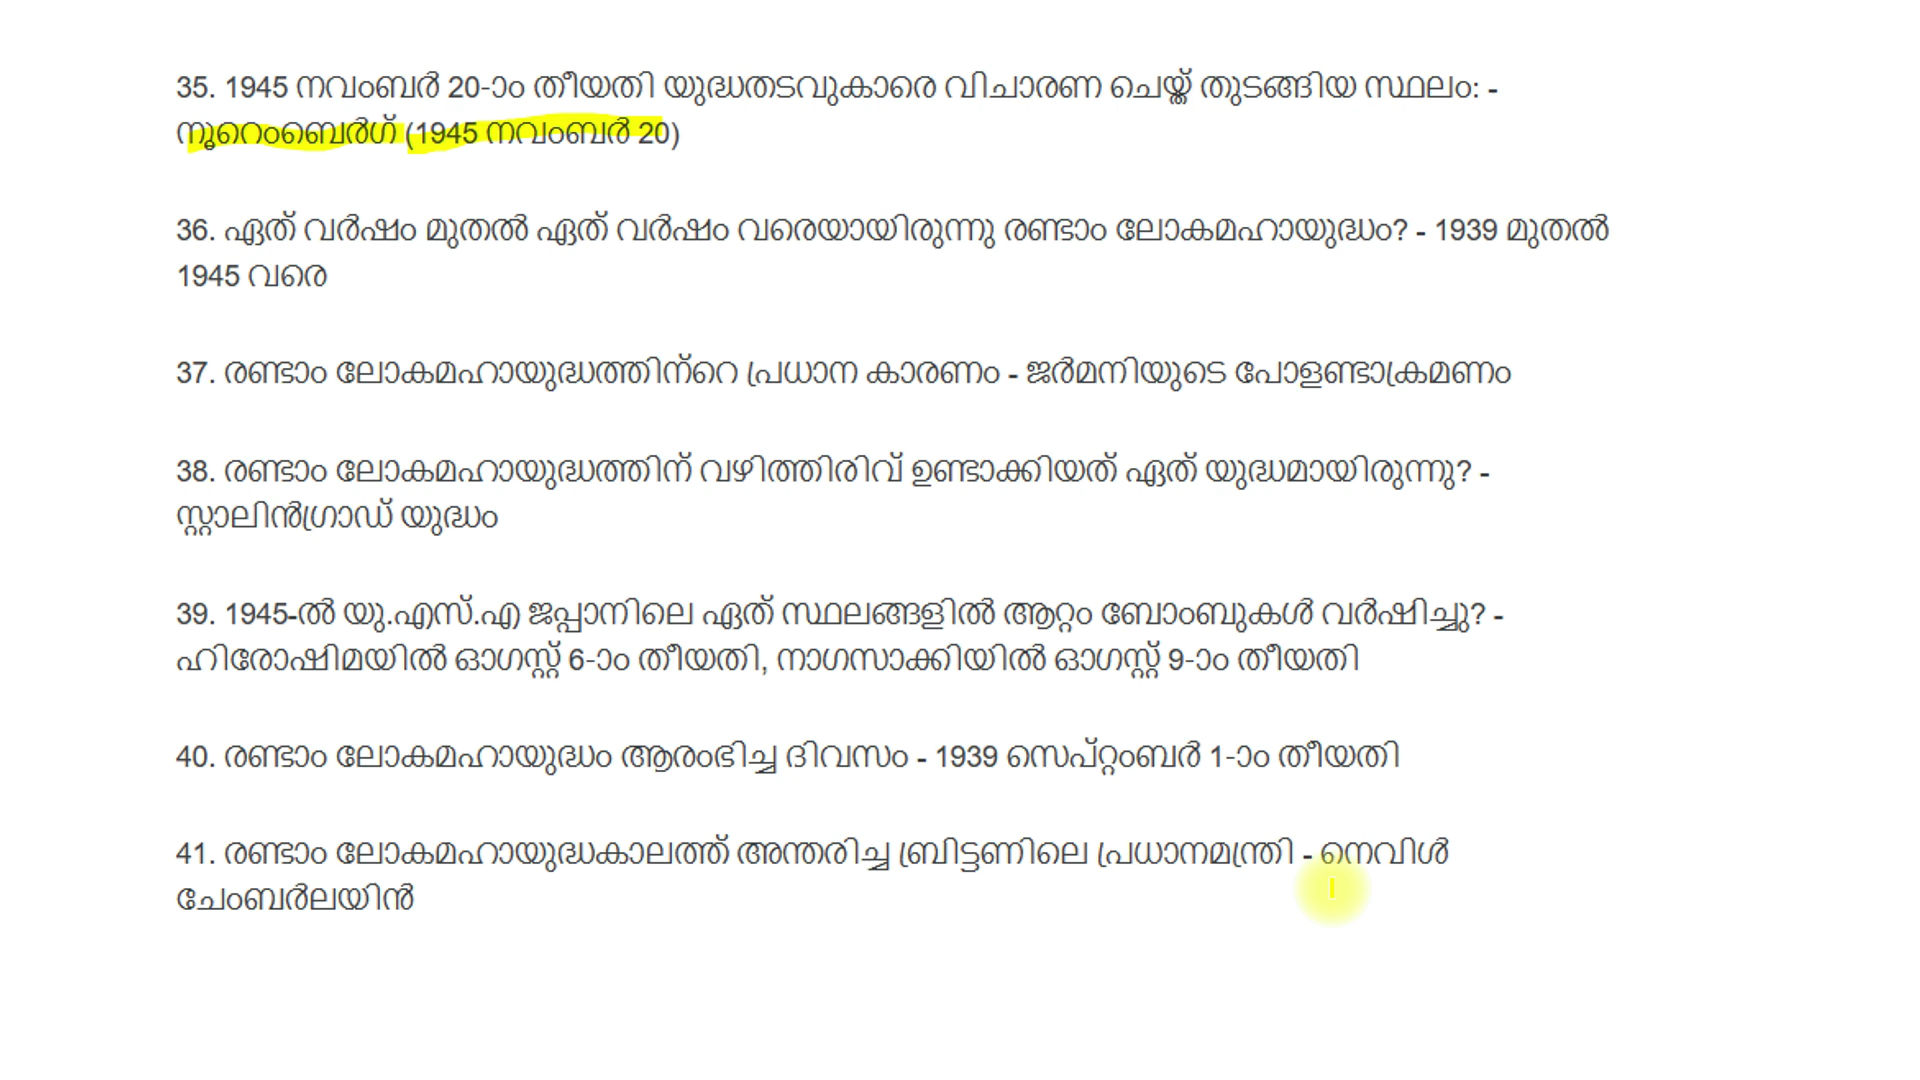 35. 1945 നവംബർ 20-ാം തീയതി യുദ്ധതടവുകാരെ വിചാരണ ചെയ്ത് തുടങ്ങിയ സ്ഥലം: -
നൂറെംബെർഗ് (1945 നവംബർ 20)
36. ഏത് വർഷം മുതൽ ഏത് വർഷം വരെയായിരുന്നു രണ്ടാം ലോകമഹായുദ്ധം? - 1939 മുതൽ
1945 വരെ
37. രണ്ടാം ലോകമഹായുദ്ധത്തിന്റെ പ്രധാന കാരണം - ജർമനിയുടെ പോളണ്ടാക്രമണം
38. രണ്ടാം ലോകമഹായുദ്ധത്തിന് വഴിത്തിരിവ് ഉണ്ടാക്കിയത് ഏത് യുദ്ധമായിരുന്നു? -
സ്റ്റാലിൻഗ്രാഡ് യുദ്ധം
39. 1945-ൽ യു.എസ്.എ ജപ്പാനിലെ ഏത് സ്ഥലങ്ങളിൽ ആറ്റം ബോംബുകൾ വർഷിച്ചു? -
ഹിരോഷിമയിൽ ഓഗസ്റ്റ് 6-ാം തീയതി, നാഗസാക്കിയിൽ ഓഗസ്റ്റ് 9-ാം തീയതി
40. രണ്ടാം ലോകമഹായുദ്ധം ആരംഭിച്ച ദിവസം - 1939 സെപ്റ്റംബർ 1-ാം തീയതി
41. രണ്ടാം ലോകമഹായുദ്ധകാലത്ത് അന്തരിച്ച ബ്രിട്ടണിലെ പ്രധാനമന്ത്രി - നെവിൾ
ചേംബർലയിൻ